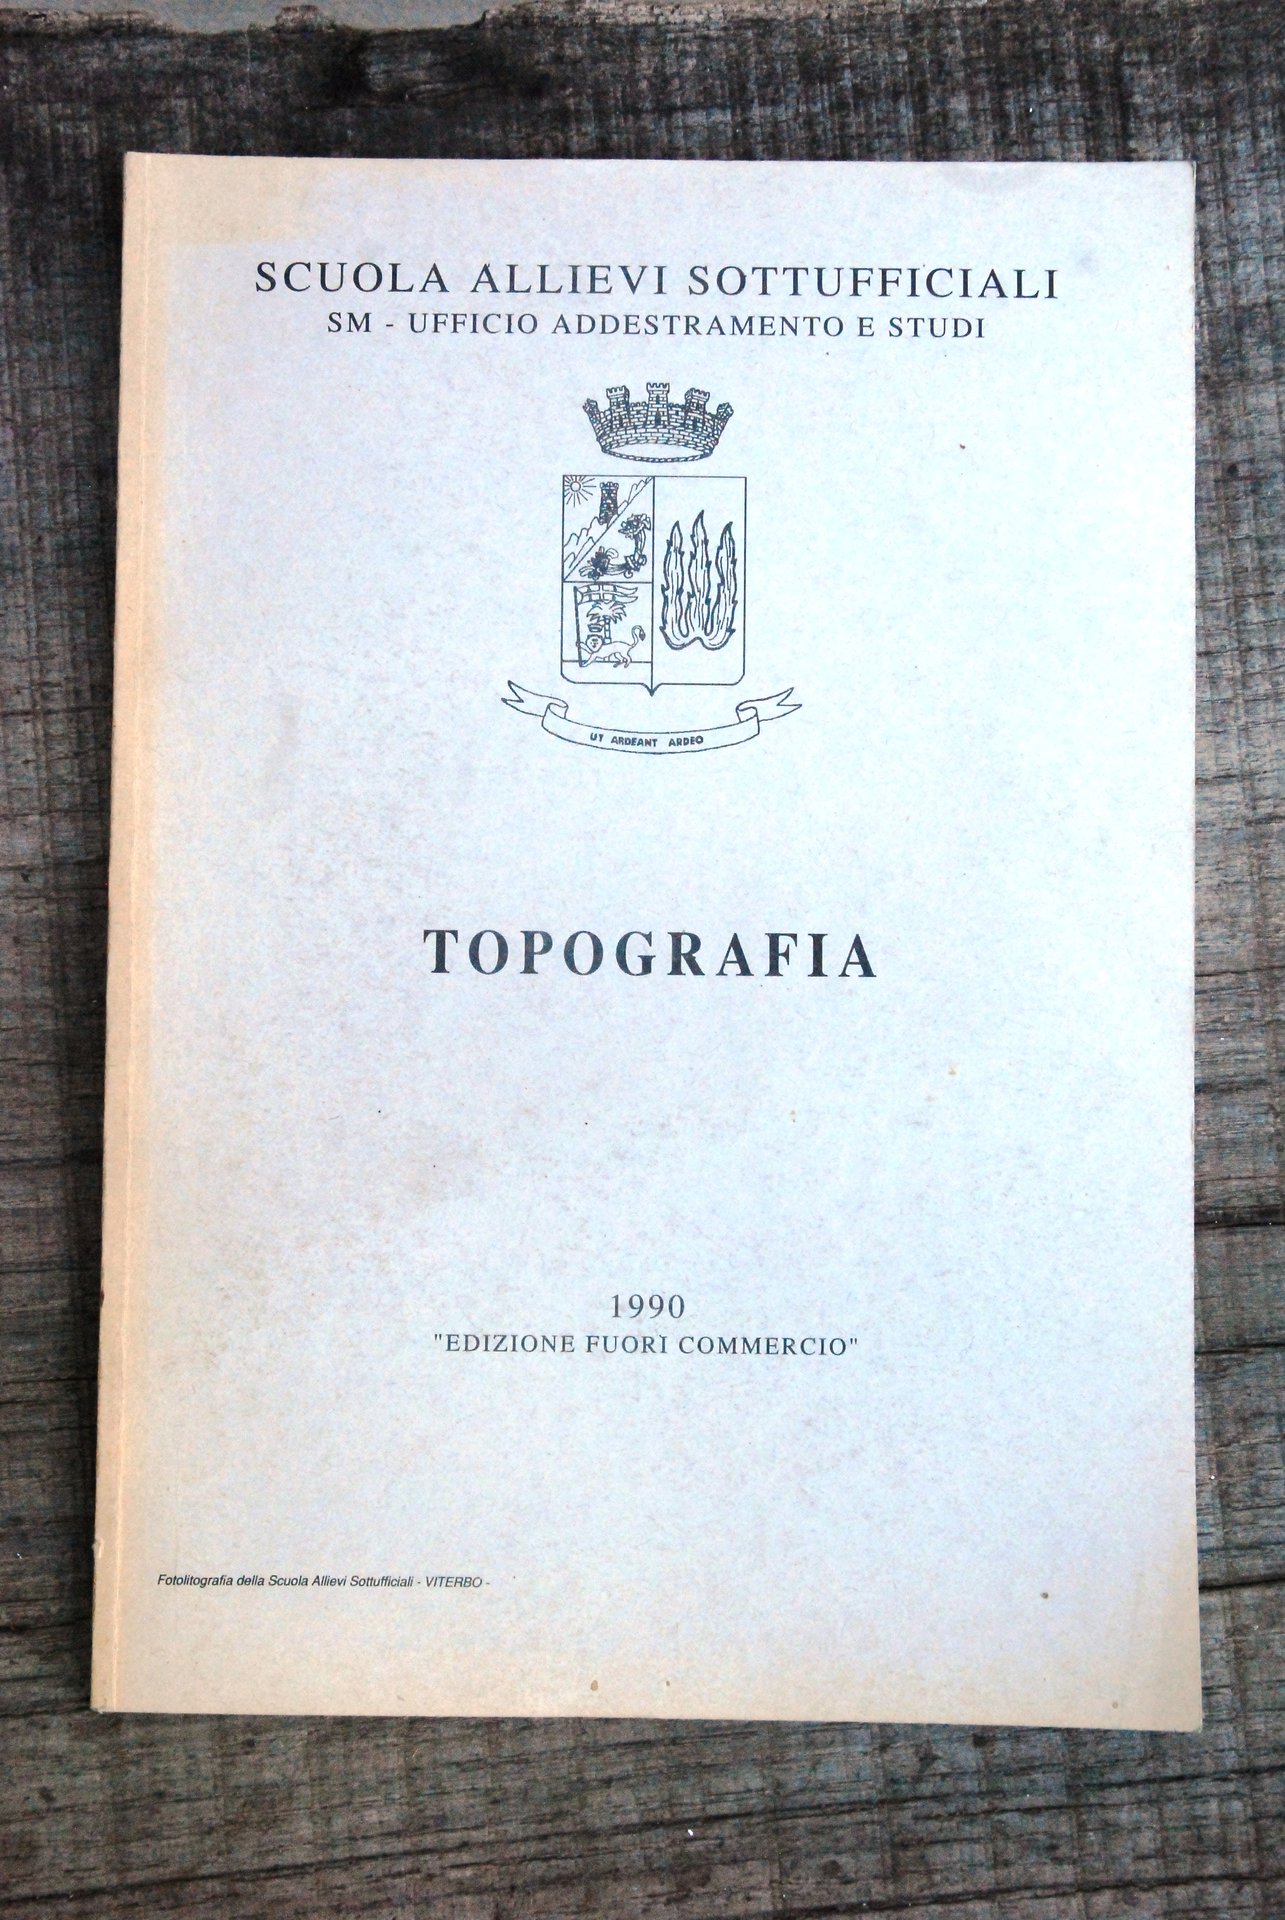 SCUOLA ALLIEVI SOTTUFFICIALI
SM - UFFICIO ADDESTRAMENTO E STUDI
UT ARDEANT ARDEO
TOPOGRAFIA
1990
"EDIZIONE FUORI COMMERCIO"
Fotolitografia della Scuola Allievi Sottufficiali - VITERBO -